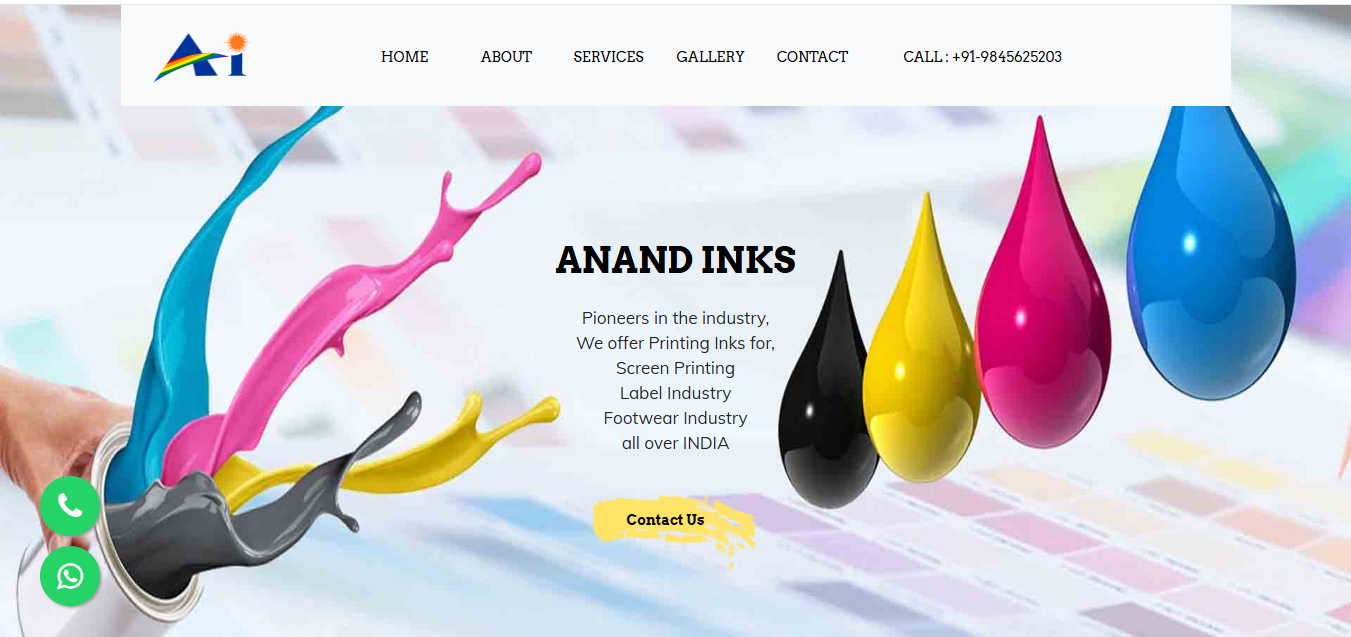 Ai
HOME ABOUT SERVICES GALLERY CONTACT CALL : +91-9845625203
ANAND INKS
Pioneers in the industry,
We offer Printing Inks for,
Screen Printing
Label Industry
Footwear Industry
all over INDIA
Contact Us